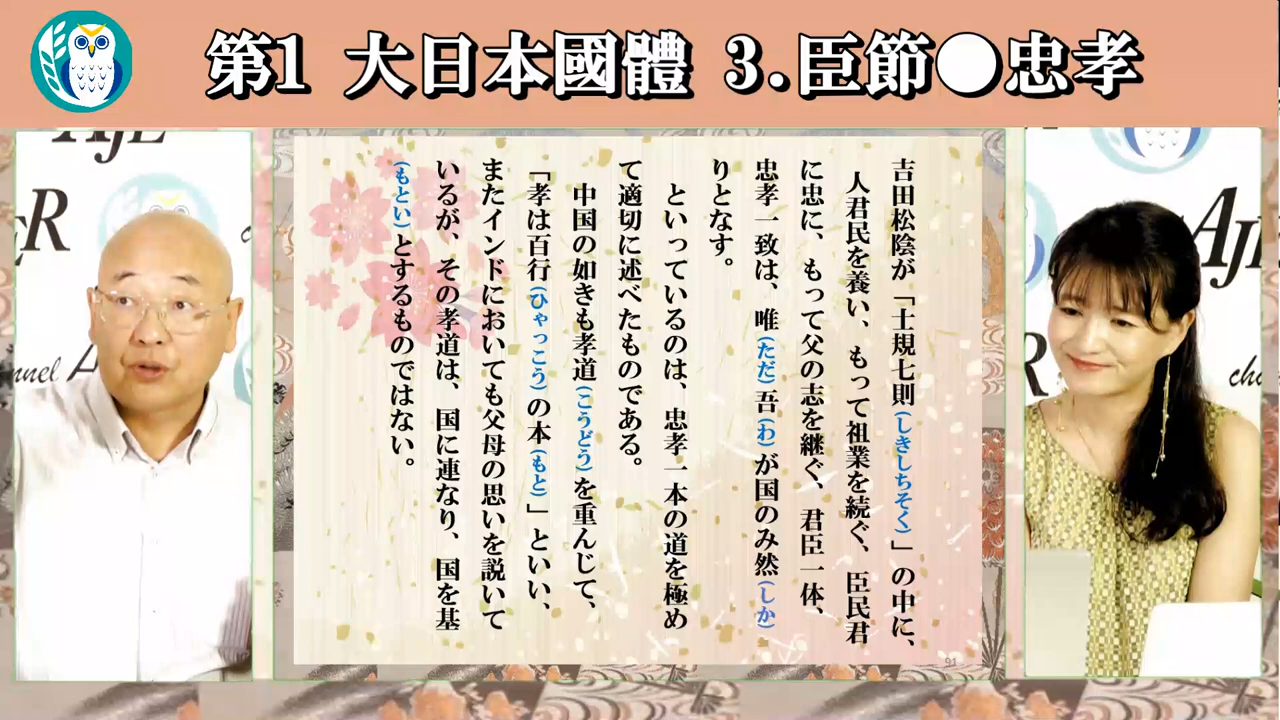 第1 大日本國體 3.臣節●忠孝
吉田松陰が「士規七則(しきしちそく)」の中に、
人君民を養い、もって祖業を続ぐ、臣民君
に忠に、もって父の志を継ぐ、君臣一体、
忠孝一致は、唯(ただ)吾(わ)が国のみ然(しか)
りとなす。
といっているのは、忠孝一本の道を極め
て適切に述べたものである。
中国の如きも孝道(こうどう)を重んじて、
「孝は百行(ひゃっこう)の本(もと)」といい、
またインドにおいても父母の思いを説いて
いるが、その孝道は、国に連なり、国を基
(もとい)とするものではない。
91
AJER
ER
nnel A
AJE
R
cha